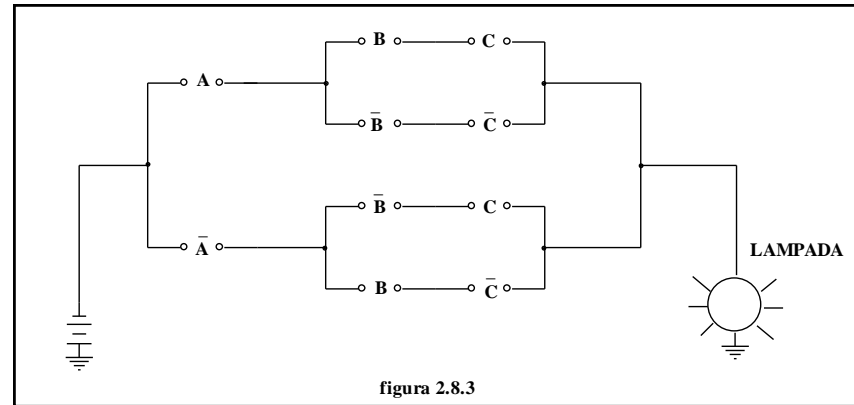 B C
A
B̅ C̅
B̅ C
A̅
LAMPADA
B C̅
figura 2.8.3